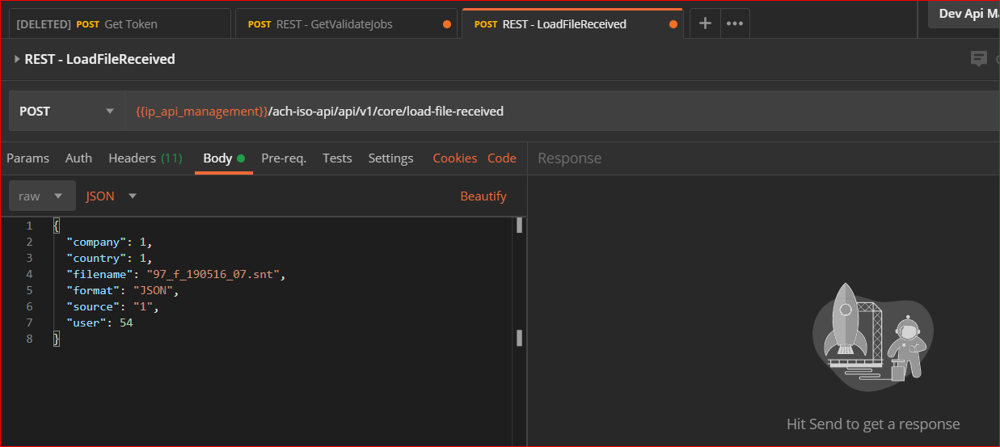 [DELETED] POST Get Token
POST REST - GetValidateJobs
POST REST - LoadFileReceived
Dev Api
REST - LoadFileReceived
POST
{{ip_api_management}}/ach-iso-api/api/v1/core/load-file-received
Params Auth Headers (11) Body Pre-req. Tests Settings Cookies Code
Response
raw JSON Beautify
1 {
2 "company": 1,
3 "country": 1,
4 "filename": "97_f_190516_07.snt",
5 "format": "JSON",
6 "source": "1",
7 "user": 54
8 }
Hit Send to get a response